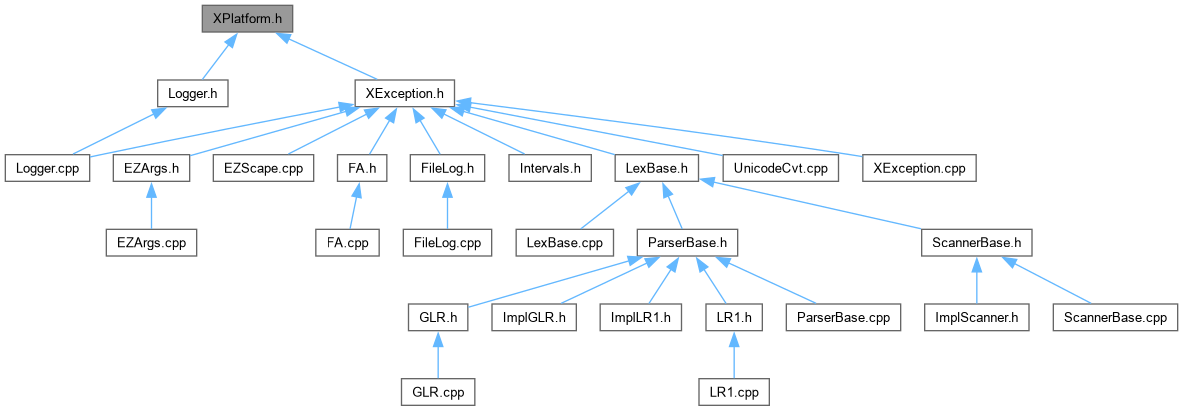 XPlatform.h
Logger.h
XException.h
Logger.cpp
EZArgs.h
EZScape.cpp
FA.h
FileLog.h
Intervals.h
LexBase.h
UnicodeCvt.cpp
XException.cpp
EZArgs.cpp
FA.cpp
FileLog.cpp
LexBase.cpp
ParserBase.h
ScannerBase.h
GLR.h
ImplGLR.h
ImplLR1.h
LR1.h
ParserBase.cpp
ImplScanner.h
ScannerBase.cpp
GLR.cpp
LR1.cpp